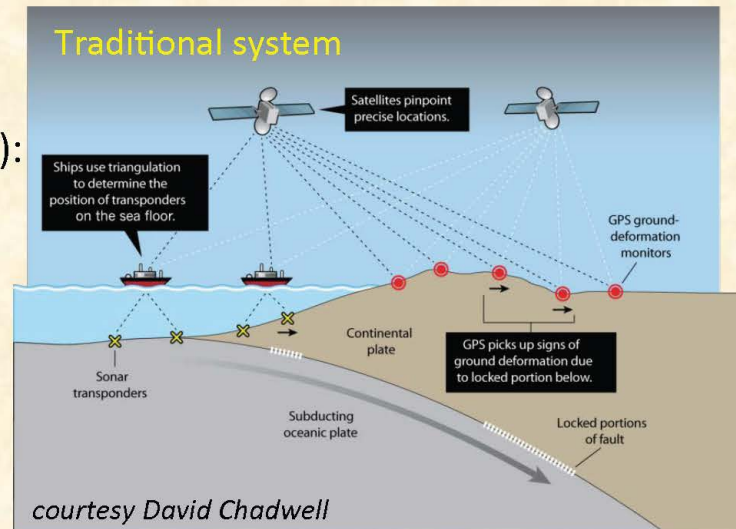 Traditional system
):
Satellites pinpoint
precise locations.
Ships use triangulation
to determine the
position of transponders
on the sea floor.
GPS ground-
deformation
monitors
Continental
plate
GPS picks up signs of
ground deformation due
to locked portion below.
Sonar
transponders
Subducting
oceanic plate
Locked portions
of fault
courtesy David Chadwell